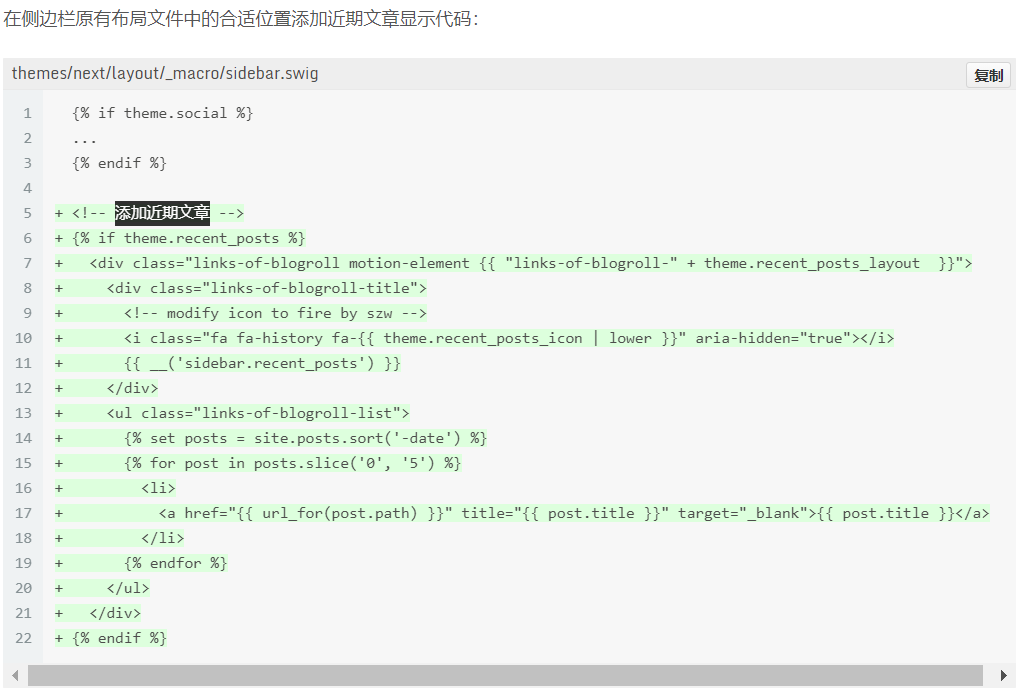 在侧边栏原有布局文件中的合适位置添加近期文章显示代码：
themes/next/layout/_macro/sidebar.swig
复制
1   {% if theme.social %}
2   ...
3   {% endif %}
4
5 + <!-- 添加近期文章 -->
6 + {% if theme.recent_posts %}
7 +   <div class="links-of-blogroll motion-element {{ "links-of-blogroll-" + theme.recent_posts_layout  }}">
8 +     <div class="links-of-blogroll-title">
9 +       <!-- modify icon to fire by szw -->
10 +       <i class="fa fa-history fa-{{ theme.recent_posts_icon | lower }}" aria-hidden="true"></i>
11 +       {{ __('sidebar.recent_posts') }}
12 +     </div>
13 +     <ul class="links-of-blogroll-list">
14 +       {% set posts = site.posts.sort('-date') %}
15 +       {% for post in posts.slice('0', '5') %}
16 +         <li>
17 +           <a href="{{ url_for(post.path) }}" title="{{ post.title }}" target="_blank">{{ post.title }}</a>
18 +         </li>
19 +       {% endfor %}
20 +     </ul>
21 +   </div>
22 + {% endif %}